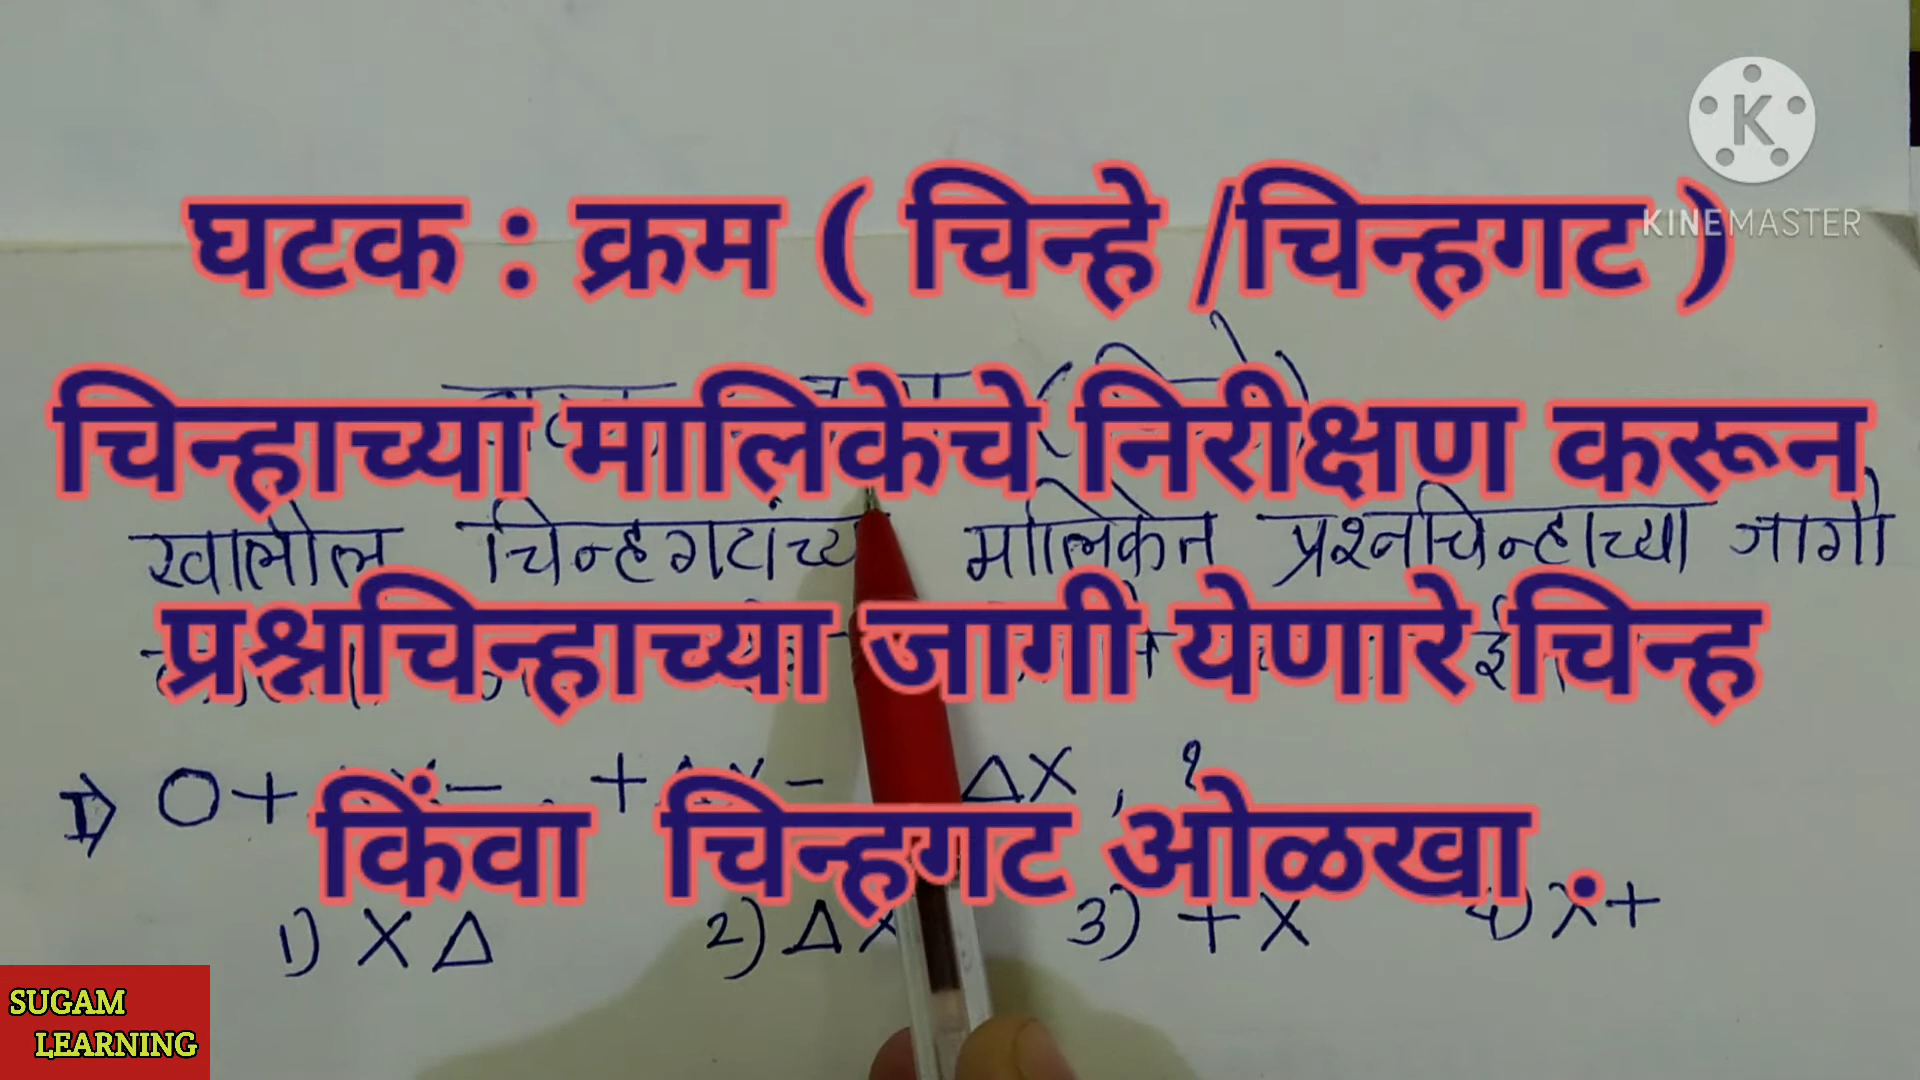 KINEMASTER
घटक : क्रम ( चिन्हे /चिन्हगट )
चिन्हाच्या मालिकेचे निरीक्षण करून
खालील चिन्हगटांच्या मालिकेत प्रश्नचिन्हाच्या जागी
प्रश्नचिन्हाच्या जागी येणारे चिन्ह
I) O + X – , + Δ X – Δ X , ?
किंवा चिन्हगट ओळखा .
1) X Δ 2) Δ X 3) + X 4) X +
SUGAM
LEARNING